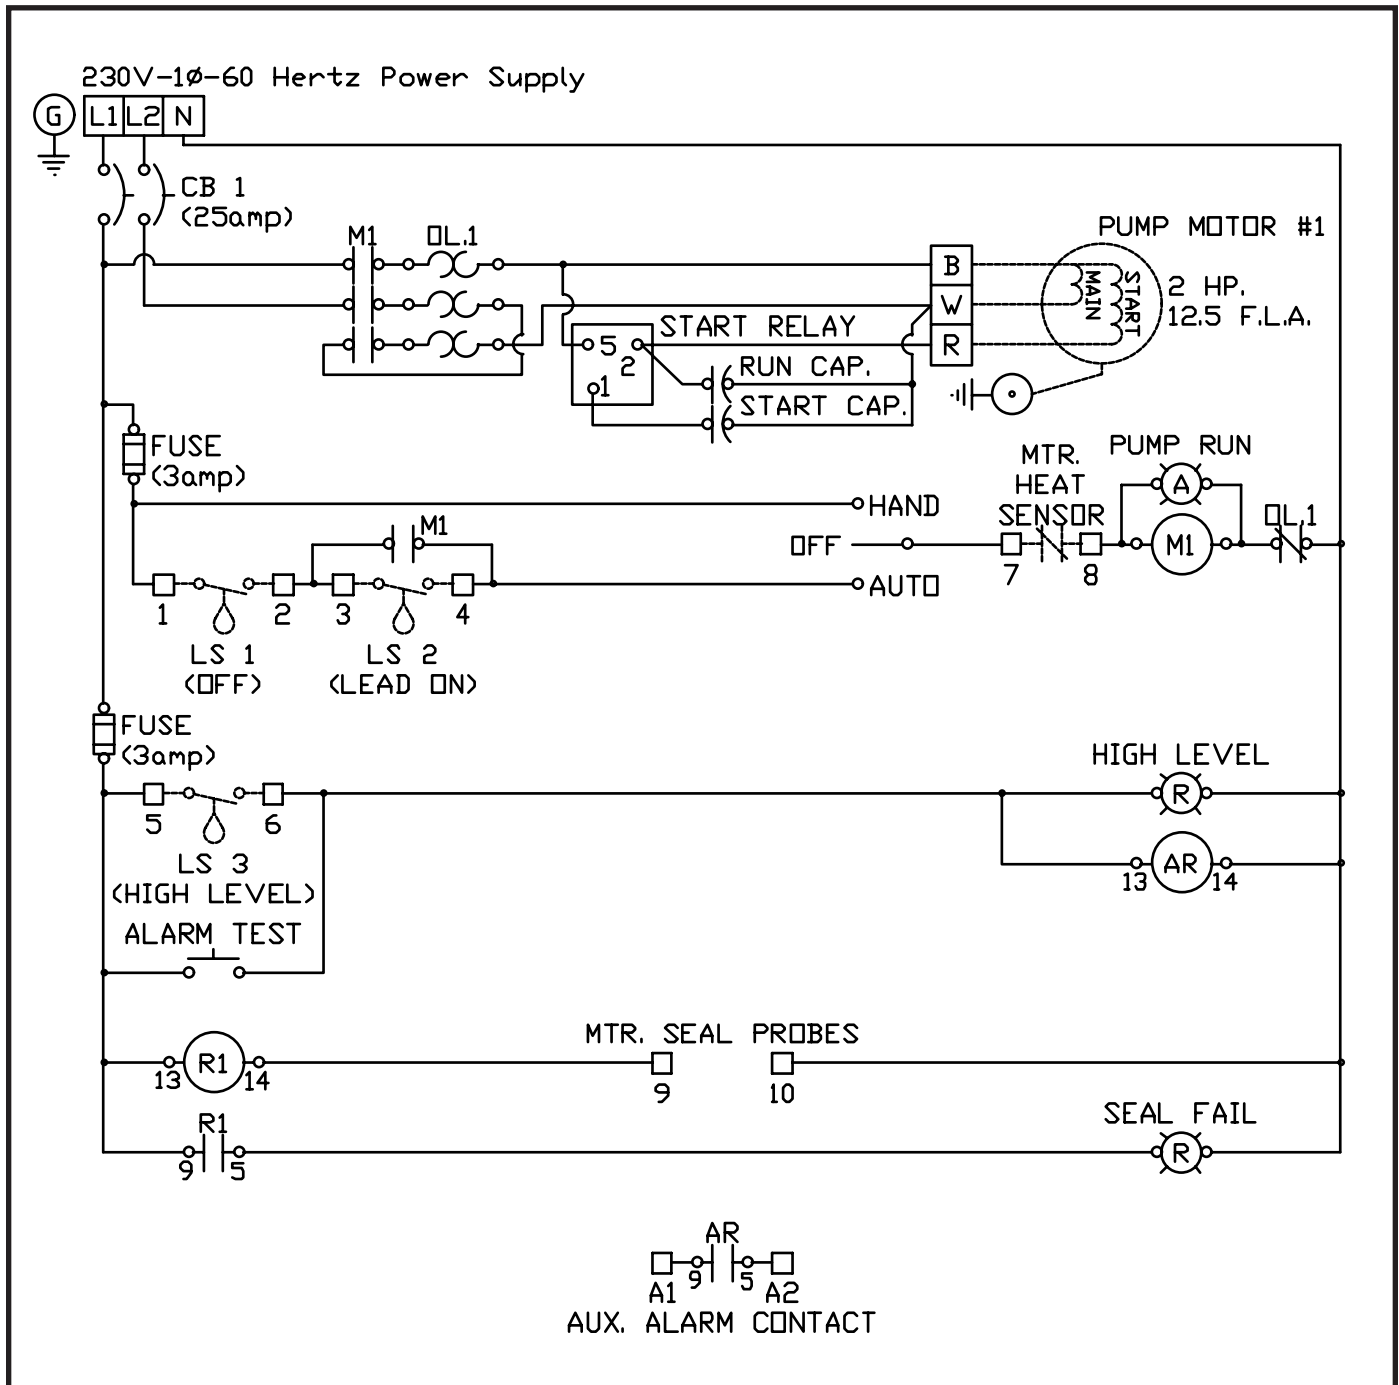 230V-1Ø-60 Hertz Power Supply
G L1 L2 N
CB 1
(25amp)
M1 OL.1
PUMP MOTOR #1
B
W
R
MAIN
START
2 HP.
12.5 F.L.A.
START RELAY
5
2
1
RUN CAP.
START CAP.
FUSE
(3amp)
HAND
OFF
AUTO
MTR.
HEAT
SENSOR
7 8
PUMP RUN
A
M1
OL.1
M1
1 2 3 4
LS 1
(OFF)
LS 2
(LEAD ON)
FUSE
(3amp)
5 6
LS 3
(HIGH LEVEL)
HIGH LEVEL
R
13 AR 14
ALARM TEST
13 R1 14
MTR. SEAL PROBES
9 10
R1
9 5
SEAL FAIL
R
AR
A1 9 5 A2
AUX. ALARM CONTACT